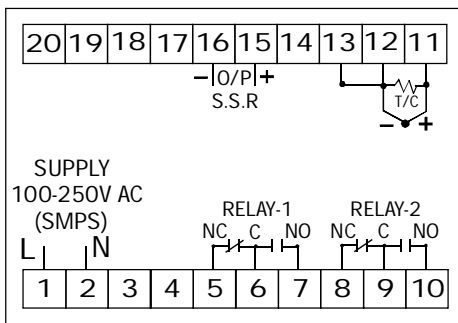 20 19 18 17 16 15 14 13 12 11
– O/P +
S.S.R
T/C
– +
SUPPLY
100-250V AC
(SMPS)
L N
RELAY-1
NC C NO
RELAY-2
NC C NO
1 2 3 4 5 6 7 8 9 10